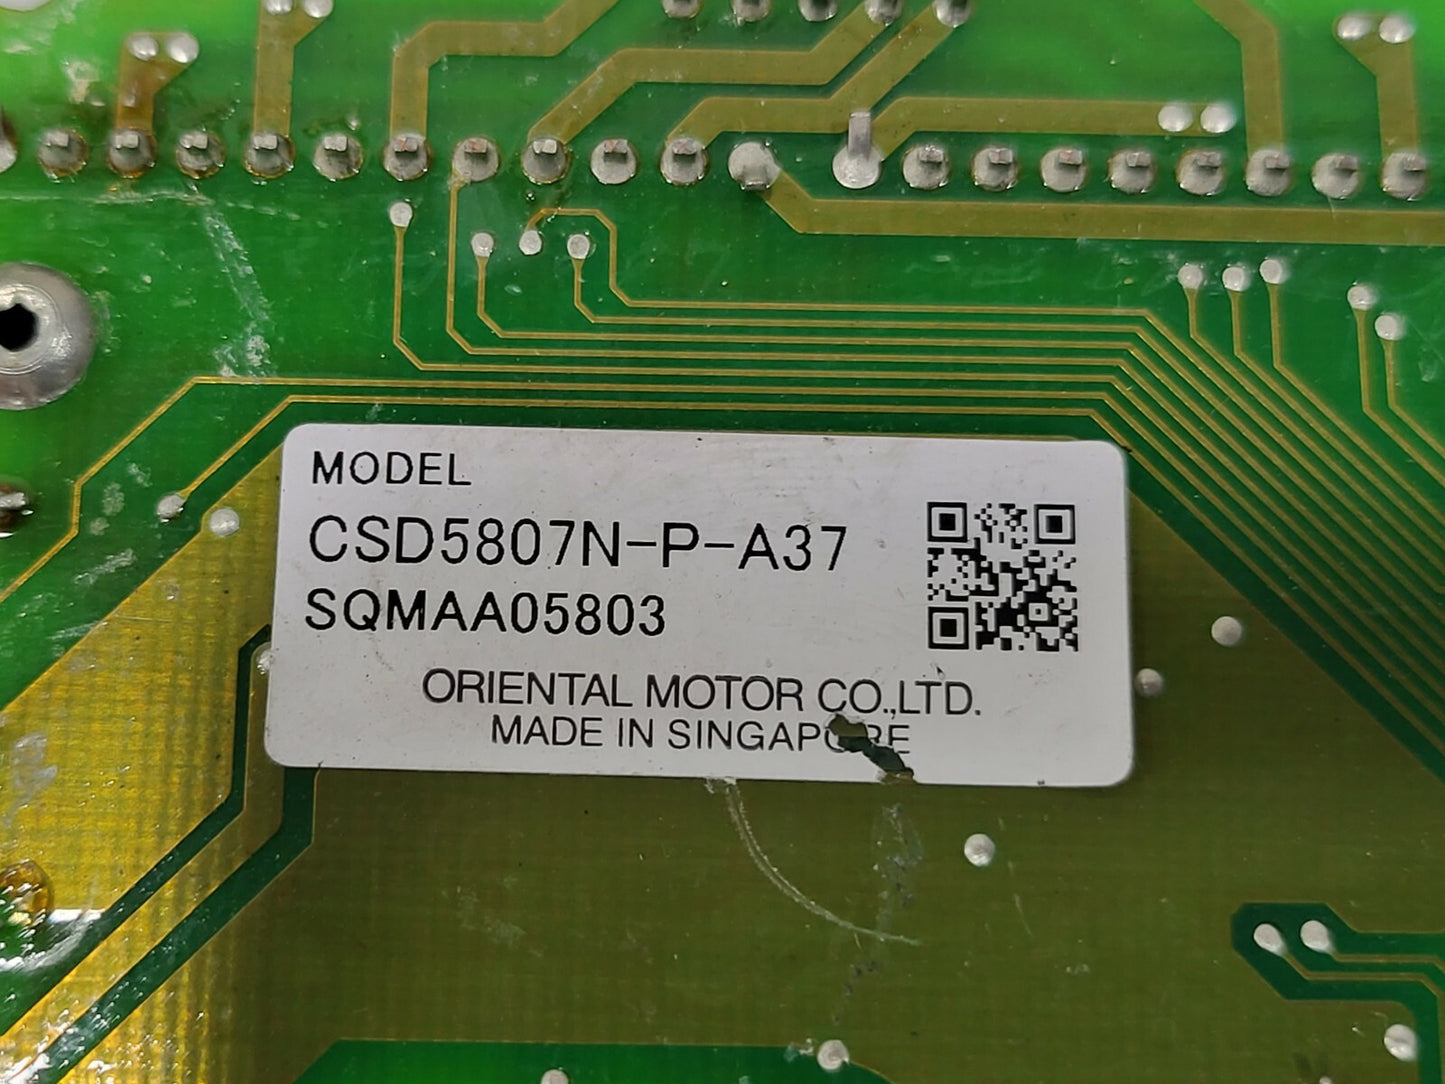 MODEL
CSD5807N-P-A37
SQMAA05803
ORIENTAL MOTOR CO.,LTD.
MADE IN SINGAPORE